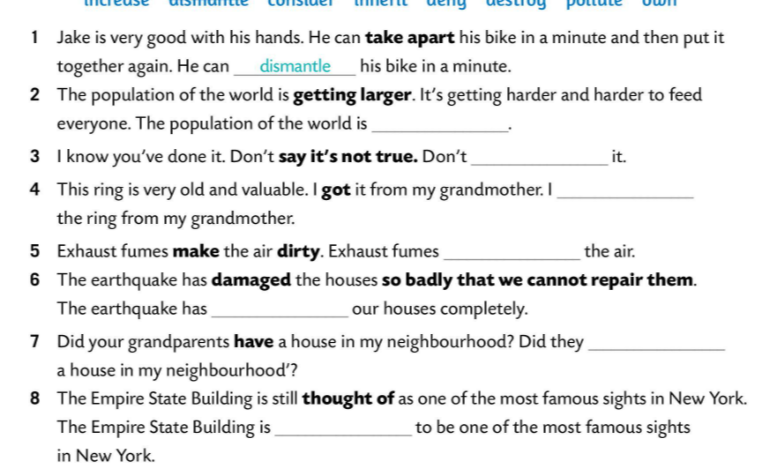 increase dismantle consider inherit deny destroy pollute own
1 Jake is very good with his hands. He can take apart his bike in a minute and then put it
together again. He can dismantle his bike in a minute.
2 The population of the world is getting larger. It's getting harder and harder to feed
everyone. The population of the world is ________.
3 I know you've done it. Don't say it's not true. Don't ________ it.
4 This ring is very old and valuable. I got it from my grandmother. I ________
the ring from my grandmother.
5 Exhaust fumes make the air dirty. Exhaust fumes ________ the air.
6 The earthquake has damaged the houses so badly that we cannot repair them.
The earthquake has ________ our houses completely.
7 Did your grandparents have a house in my neighbourhood? Did they ________
a house in my neighbourhood'?
8 The Empire State Building is still thought of as one of the most famous sights in New York.
The Empire State Building is ________ to be one of the most famous sights
in New York.